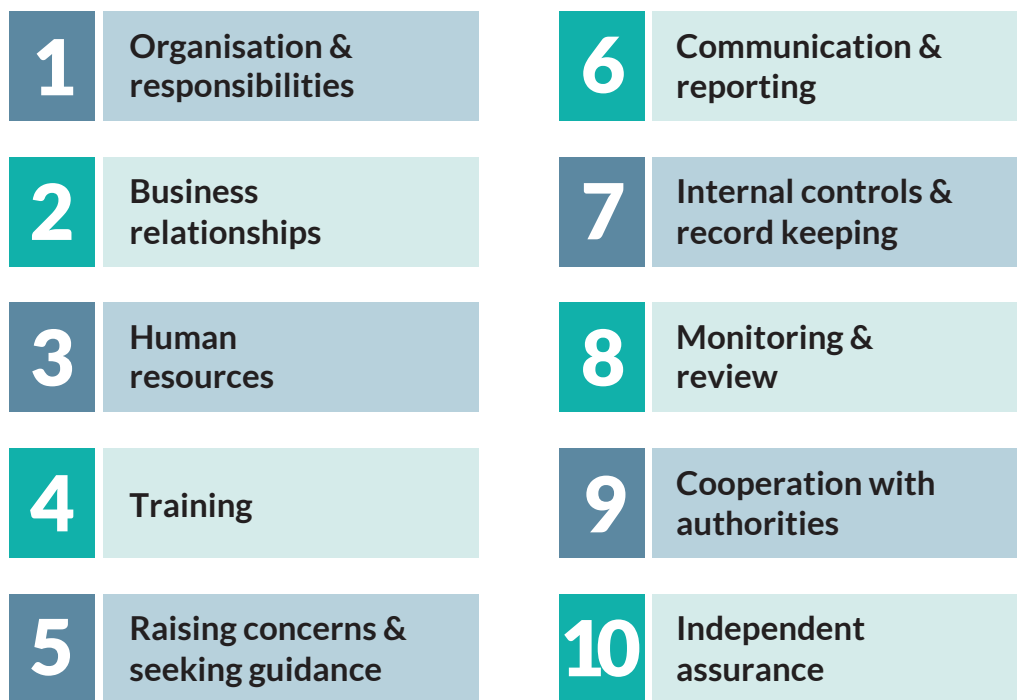 1
Organisation &
responsibilities
2
Business
relationships
3
Human
resources
4
Training
5
Raising concerns &
seeking guidance
6
Communication &
reporting
7
Internal controls &
record keeping
8
Monitoring &
review
9
Cooperation with
authorities
10
Independent
assurance